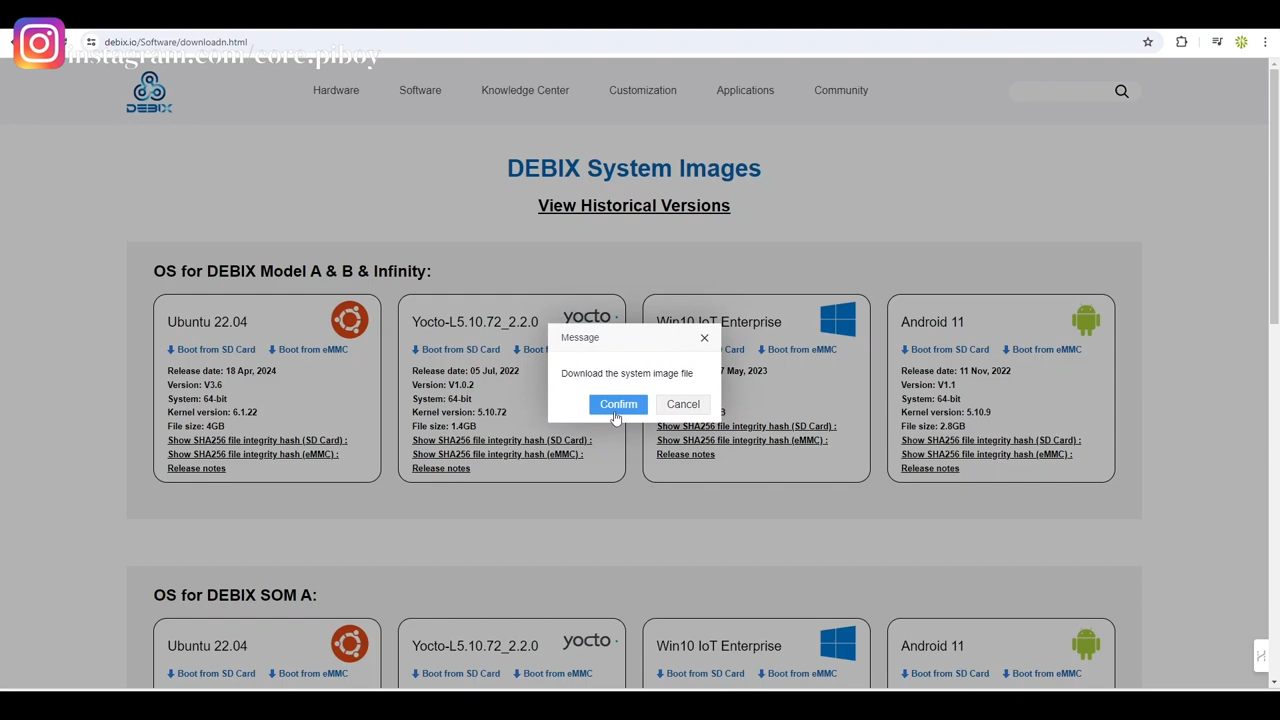 debix.io/Software/downloadn.html
instagram.com/core.piboy
DEBIX
Hardware
Software
Knowledge Center
Customization
Applications
Community
DEBIX System Images
View Historical Versions
OS for DEBIX Model A & B & Infinity:
Ubuntu 22.04
Boot from SD Card Boot from eMMC
Release date: 18 Apr, 2024
Version: V3.6
System: 64-bit
Kernel version: 6.1.22
File size: 4GB
Show SHA256 file integrity hash (SD Card) :
Show SHA256 file integrity hash (eMMC) :
Release notes
Yocto-L5.10.72_2.2.0
yocto
Boot from SD Card
Release date: 05 Jul, 2022
Version: V1.0.2
System: 64-bit
Kernel version: 5.10.72
File size: 1.4GB
Show SHA256 file integrity hash (SD Card) :
Show SHA256 file integrity hash (eMMC) :
Release notes
Message
Download the system image file
Confirm
Cancel
Win10 IoT Enterprise
Card Boot from eMMC
May, 2023
Show SHA256 file integrity hash (SD Card) :
Show SHA256 file integrity hash (eMMC) :
Release notes
Android 11
Boot from SD Card Boot from eMMC
Release date: 11 Nov, 2022
Version: V1.1
System: 64-bit
Kernel version: 5.10.9
File size: 2.8GB
Show SHA256 file integrity hash (SD Card) :
Show SHA256 file integrity hash (eMMC) :
Release notes
OS for DEBIX SOM A:
Ubuntu 22.04
Boot from SD Card Boot from eMMC
Yocto-L5.10.72_2.2.0
yocto
Boot from SD Card Boot from eMMC
Win10 IoT Enterprise
Boot from SD Card Boot from eMMC
Android 11
Boot from SD Card Boot from eMMC